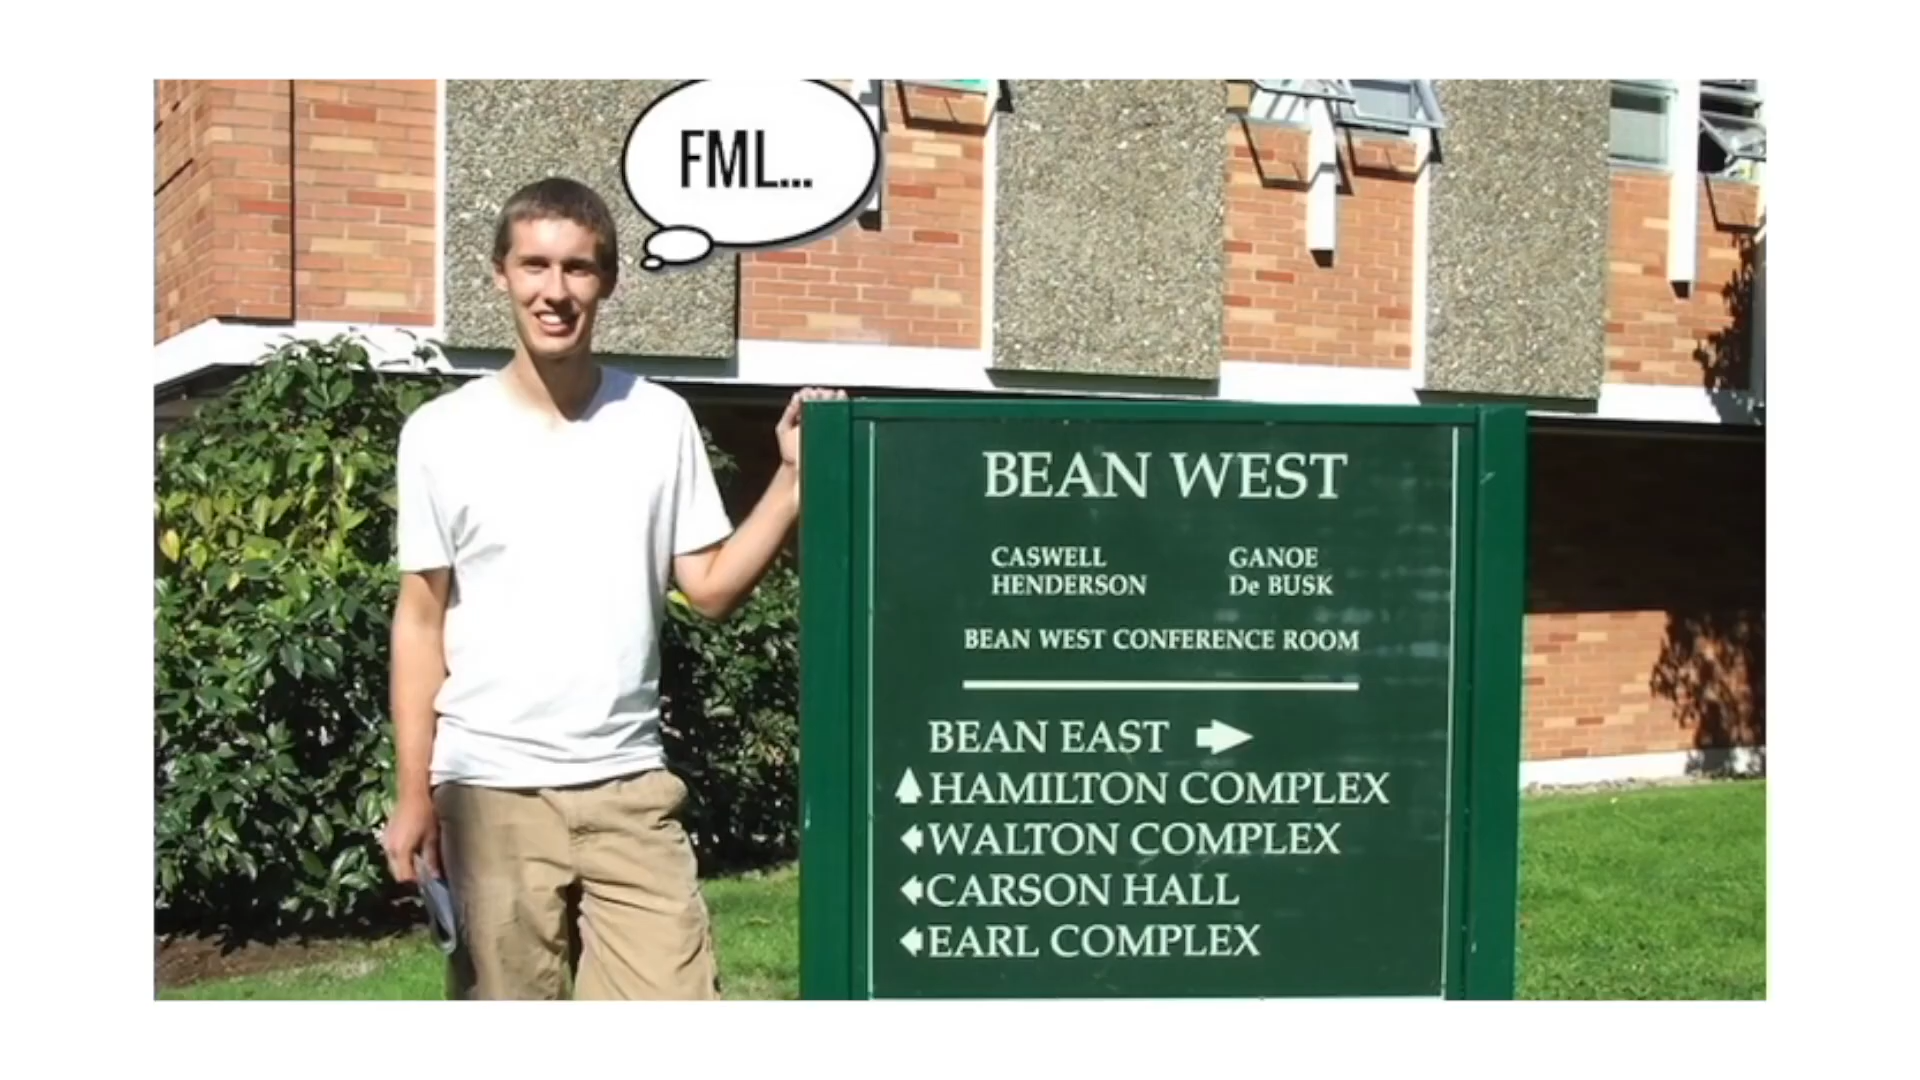 FML...
BEAN WEST
CASWELL GANOE
HENDERSON De BUSK
BEAN WEST CONFERENCE ROOM
BEAN EAST
HAMILTON COMPLEX
WALTON COMPLEX
CARSON HALL
EARL COMPLEX